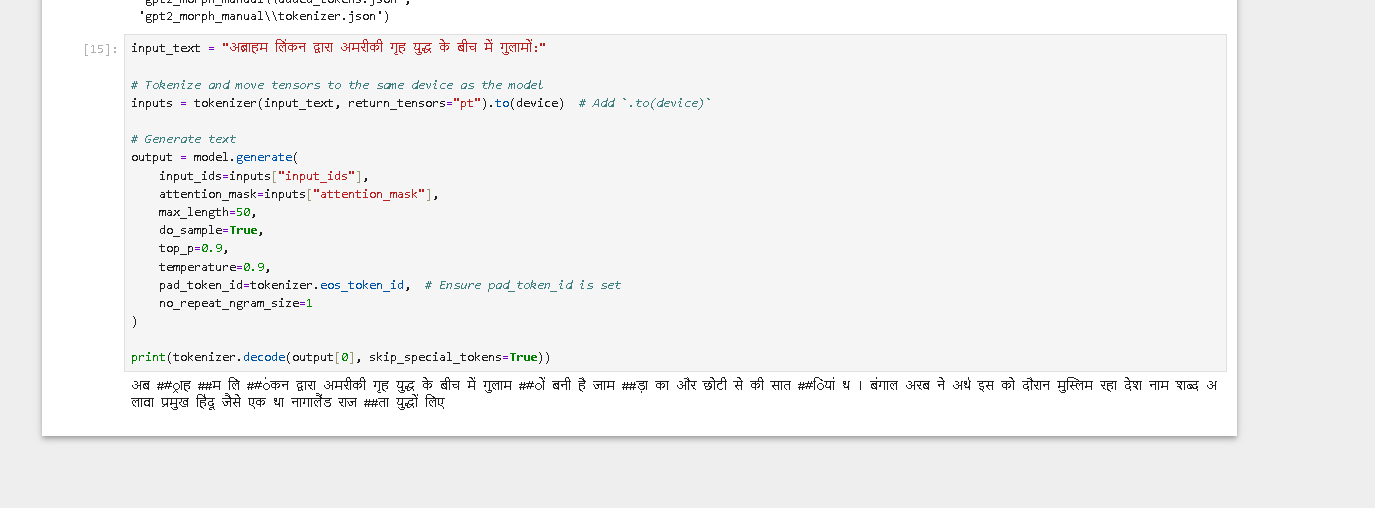 'gpt2_morph_manual\\added_tokens.json',
'gpt2_morph_manual\\tokenizer.json')
[15]: input_text = "अब्राहम लिंकन द्वारा अमरीकी गृह युद्ध के बीच में गुलामों:"
# Tokenize and move tensors to the same device as the model
inputs = tokenizer(input_text, return_tensors="pt").to(device)  # Add `.to(device)`
# Generate text
output = model.generate(
    input_ids=inputs["input_ids"],
    attention_mask=inputs["attention_mask"],
    max_length=50,
    do_sample=True,
    top_p=0.9,
    temperature=0.9,
    pad_token_id=tokenizer.eos_token_id,  # Ensure pad_token_id is set
    no_repeat_ngram_size=1
)
print(tokenizer.decode(output[0], skip_special_tokens=True))
अब ##्राह ##म लि ##ंकन द्वारा अमरीकी गृह युद्ध के बीच में गुलाम ##ों बनी है जाम ##ड़ा का और छोटी से की सात ##ियां थ । बंगाल अरब ने अर्थ इस को दौरान मुस्लिम रहा देश नाम शब्द अ
लावा प्रमुख हिंदू जैसे एक था नागालैंड राज ##ता युद्धों लिए